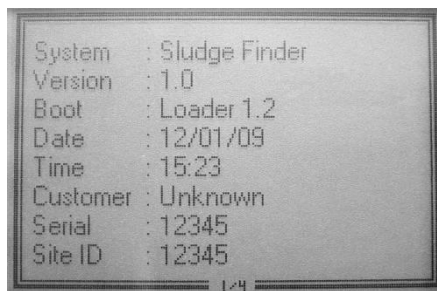 System : Sludge Finder
Version : 1.0
Boot : Loader 1.2
Date : 12/01/09
Time : 15:23
Customer : Unknown
Serial : 12345
Site ID : 12345
1/4